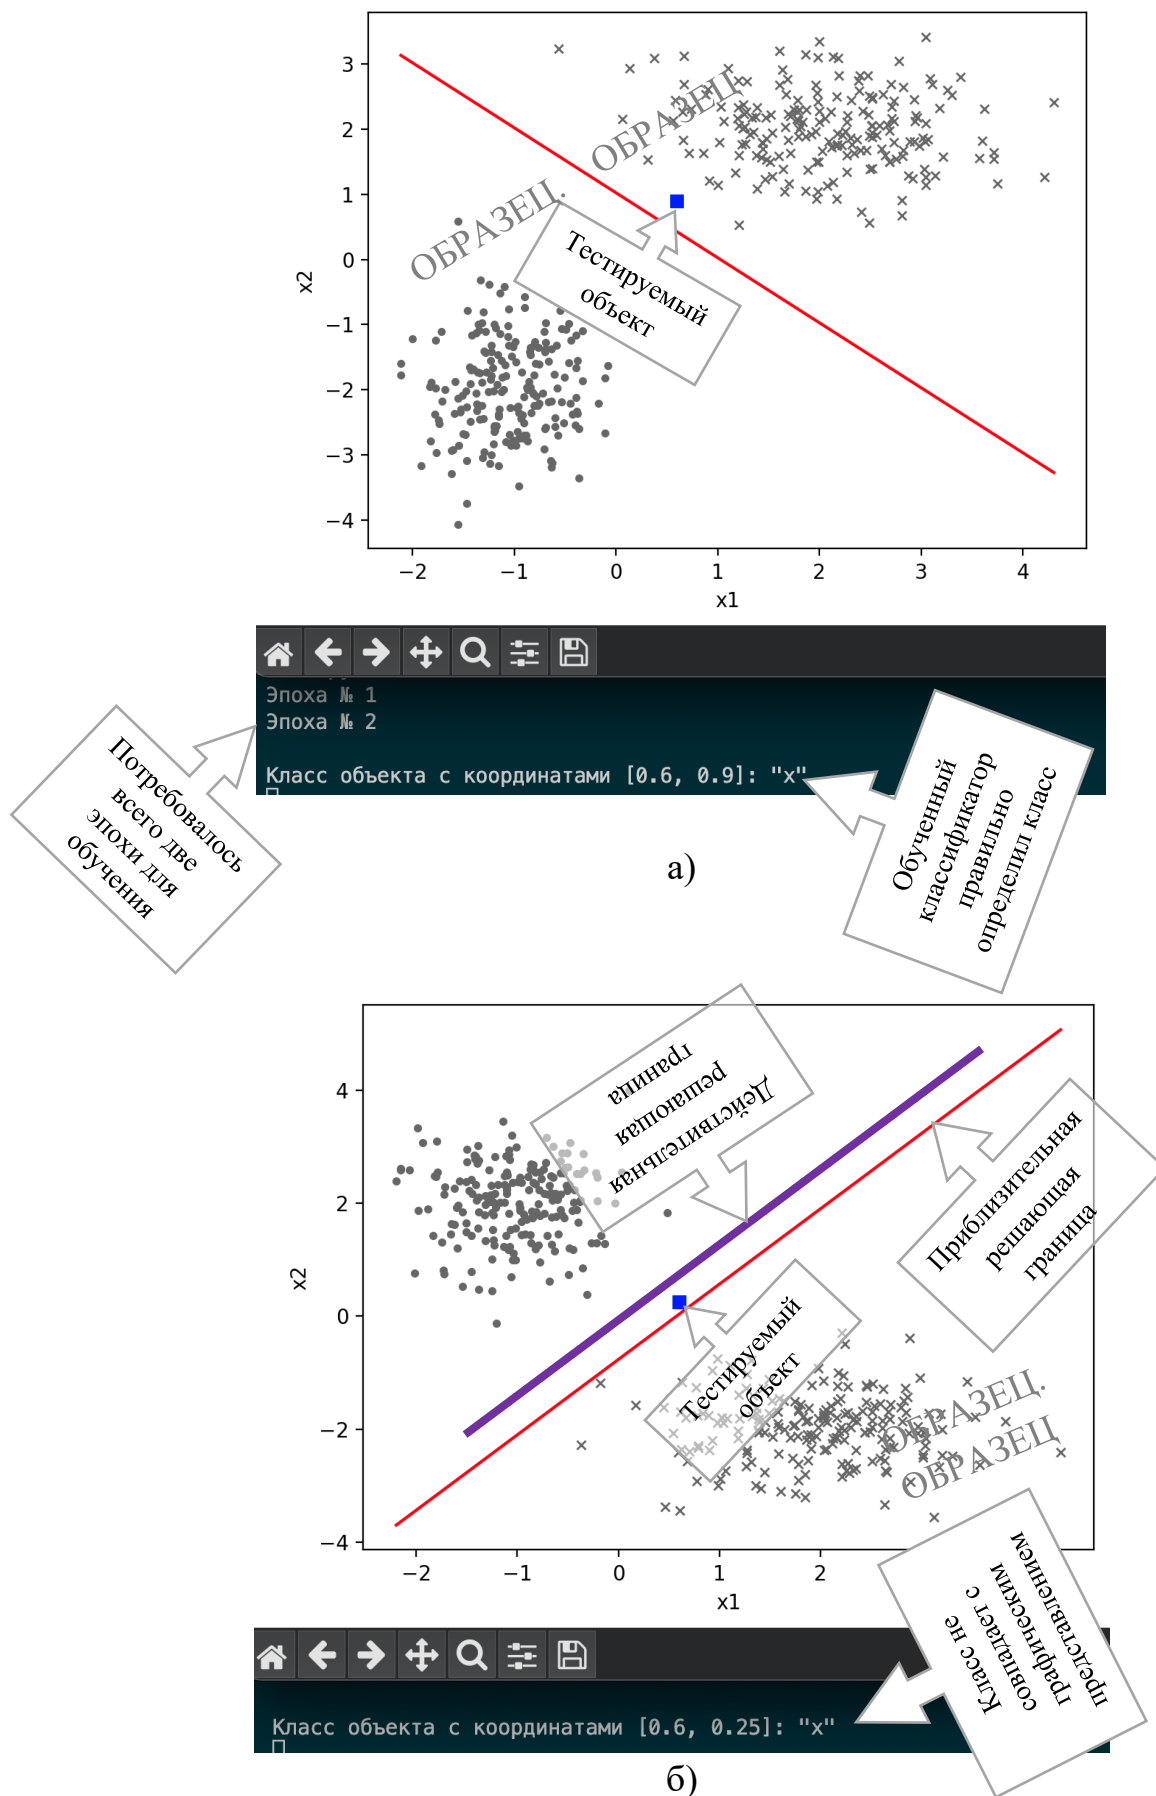 3
2
1
0
−1
−2
−3
−4
x2
ОБРАЗЕЦ.
ОБРАЗЕЦ
Тестируемый
объект
−2
−1
0
1
2
3
4
x1
Эпоха № 1
Эпоха № 2
Класс объекта с координатами [0.6, 0.9]: "x"
Потребовалось
всего две
эпохи для
обучения
Обученный
классификатор
правильно
определил класс
а)
4
2
0
−2
−4
x2
Действительная
решающая
граница
Приблизительная
решающая
граница
Тестируемый
объект
ОБРАЗЕЦ.
ОБРАЗЕЦ
−2
−1
0
1
2
x1
Класс не
совпадает с
графическим
представлением
Класс объекта с координатами [0.6, 0.25]: "x"
б)